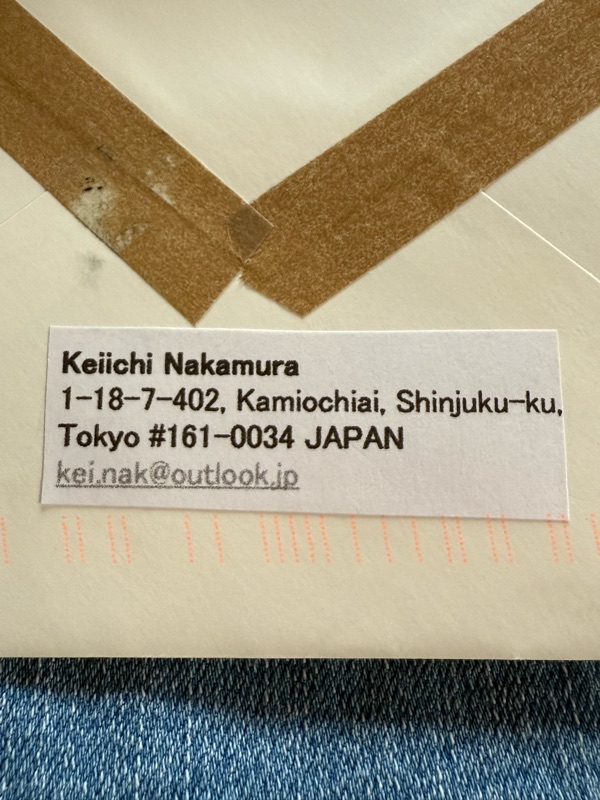 Keiichi Nakamura
1-18-7-402, Kamiochiai, Shinjuku-ku,
Tokyo #161-0034 JAPAN
kei.nak@outlook.jp